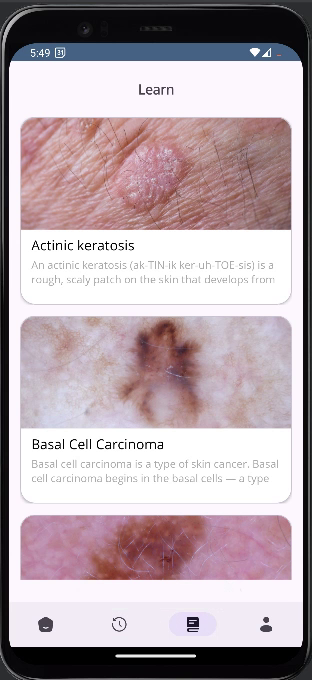 5:49 31
Learn
Actinic keratosis
An actinic keratosis (ak-TIN-ik ker-uh-TOE-sis) is a
rough, scaly patch on the skin that develops from
Basal Cell Carcinoma
Basal cell carcinoma is a type of skin cancer. Basal
cell carcinoma begins in the basal cells — a type